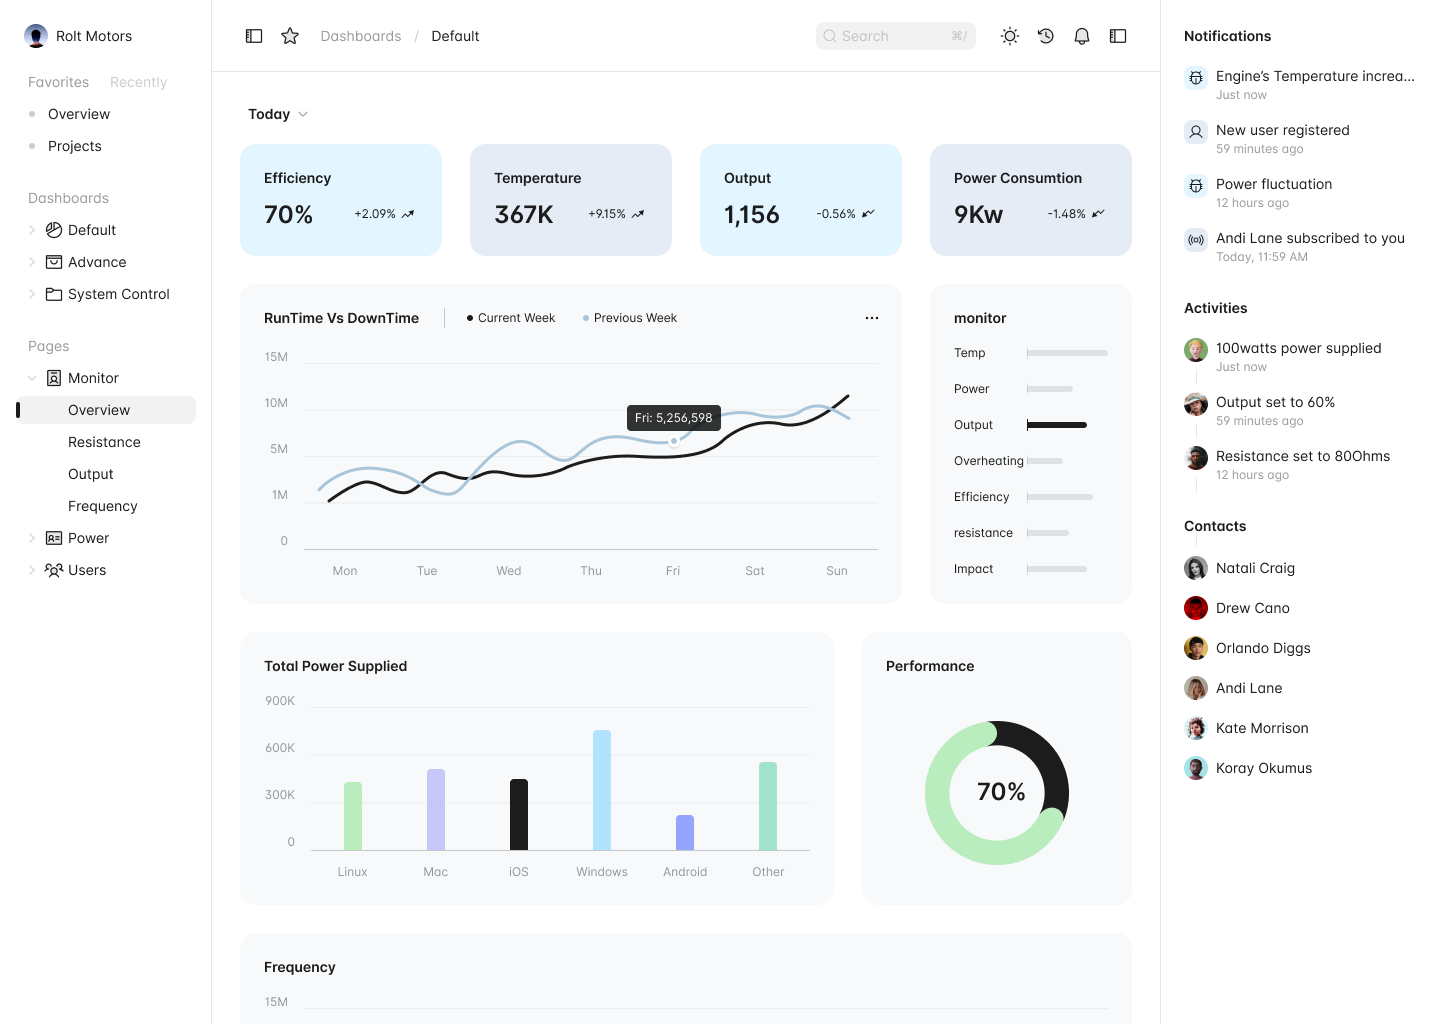 Rolt Motors
Favorites Recently
Overview
Projects
Dashboards
Default
Advance
System Control
Pages
Monitor
Overview
Resistance
Output
Frequency
Power
Users
Dashboards / Default
Search ⌘/
Today
Efficiency
70% +2.09%
Temperature
367K +9.15%
Output
1,156 -0.56%
Power Consumtion
9Kw -1.48%
RunTime Vs DownTime Current Week Previous Week
15M
10M
5M
1M
0
Fri: 5,256,598
Mon Tue Wed Thu Fri Sat Sun
monitor
Temp
Power
Output
Overheating
Efficiency
resistance
Impact
Total Power Supplied
900K
600K
300K
0
Linux Mac iOS Windows Android Other
Performance
70%
Frequency
15M
Notifications
Engine’s Temperature increa...
Just now
New user registered
59 minutes ago
Power fluctuation
12 hours ago
Andi Lane subscribed to you
Today, 11:59 AM
Activities
100watts power supplied
Just now
Output set to 60%
59 minutes ago
Resistance set to 80Ohms
12 hours ago
Contacts
Natali Craig
Drew Cano
Orlando Diggs
Andi Lane
Kate Morrison
Koray Okumus